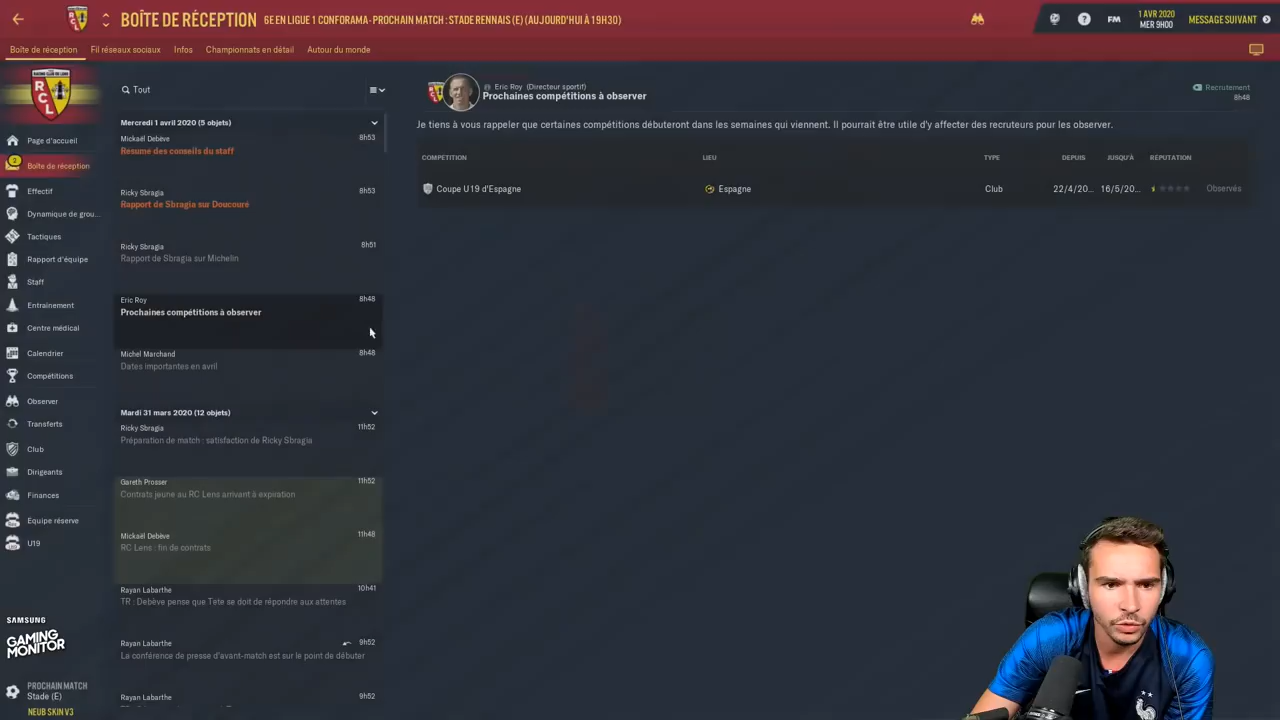 BOÎTE DE RÉCEPTION
6E EN LIGUE 1 CONFORAMA - PROCHAIN MATCH : STADE RENNAIS (E) (AUJOURD'HUI À 19H30)
FM
1 AVR 2020
MER 9H00
MESSAGE SUIVANT
Boîte de réception
Fil réseaux sociaux
Infos
Championnats en détail
Autour du monde
RCL
Page d'accueil
2
Boîte de réception
Effectif
Dynamique de grou...
Tactiques
Rapport d'équipe
Staff
Entraînement
Centre médical
Calendrier
Compétitions
Observer
Transferts
Club
Dirigeants
Finances
Equipe réserve
U19
SAMSUNG
GAMING
MONITOR
PROCHAIN MATCH
Stade (E)
NEUB SKIN V3
Tout
Mercredi 1 avril 2020 (5 objets)
Mickaël Debève 8h53
Résumé des conseils du staff
Ricky Sbragia 8h53
Rapport de Sbragia sur Doucouré
Ricky Sbragia 8h51
Rapport de Sbragia sur Michelin
Eric Roy 8h48
Prochaines compétitions à observer
Michel Marchand 8h48
Dates importantes en avril
Mardi 31 mars 2020 (12 objets)
Ricky Sbragia 11h52
Préparation de match : satisfaction de Ricky Sbragia
Gareth Prosser 11h52
Contrats jeune au RC Lens arrivant à expiration
Mickaël Debève 11h48
RC Lens : fin de contrats
Rayan Labarthe 10h41
TR : Debève pense que Tete se doit de répondre aux attentes
Rayan Labarthe 9h52
La conférence de presse d'avant-match est sur le point de débuter
Rayan Labarthe 9h52
Eric Roy (Directeur sportif)
Prochaines compétitions à observer
Recrutement
8h48
Je tiens à vous rappeler que certaines compétitions débuteront dans les semaines qui viennent. Il pourrait être utile d'y affecter des recruteurs pour les observer.
COMPÉTITION LIEU TYPE DEPUIS JUSQU'À RÉPUTATION
Coupe U19 d'Espagne Espagne Club 22/4/20... 16/5/20... Observés